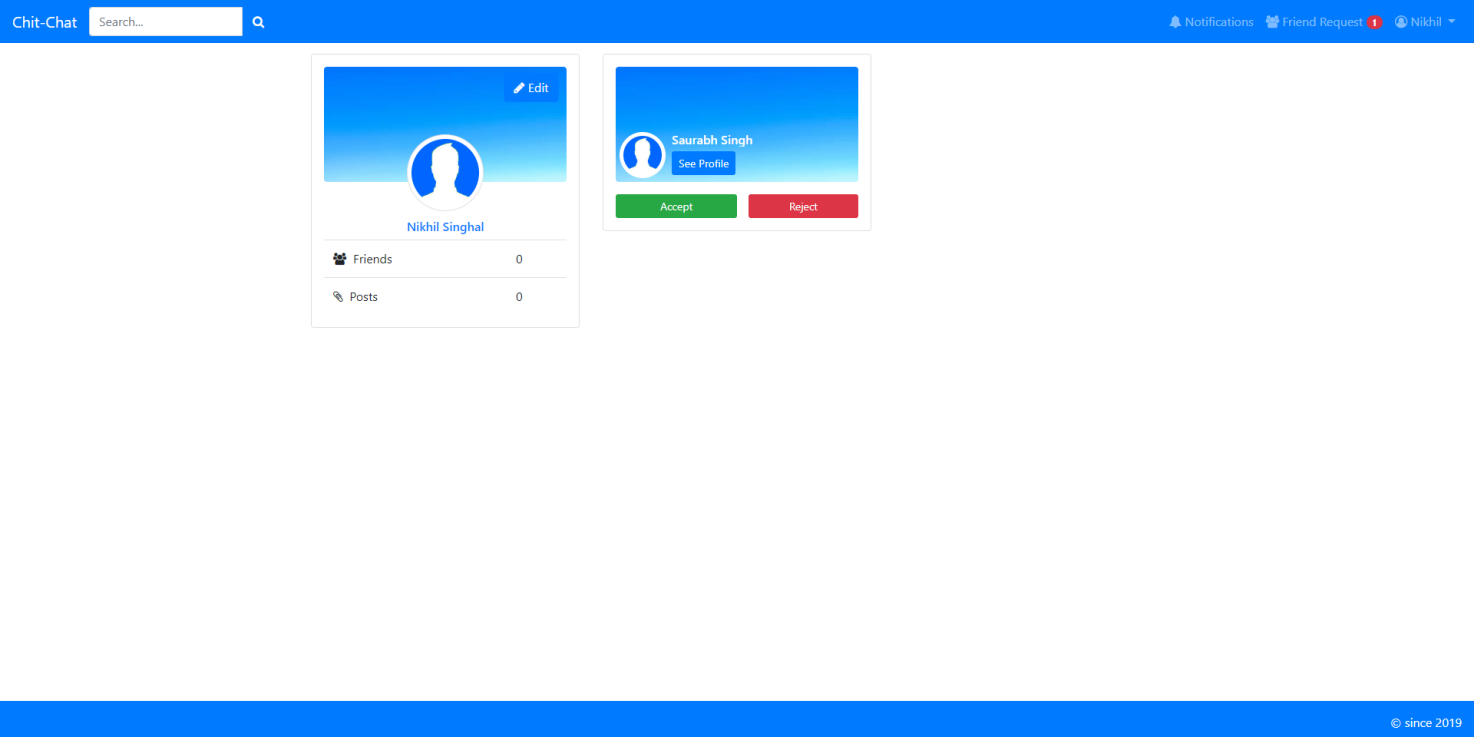 Chit-Chat Search... Notifications Friend Request 1 Nikhil
Edit
Nikhil Singhal
Friends 0
Posts 0
Saurabh Singh
See Profile
Accept Reject
© since 2019